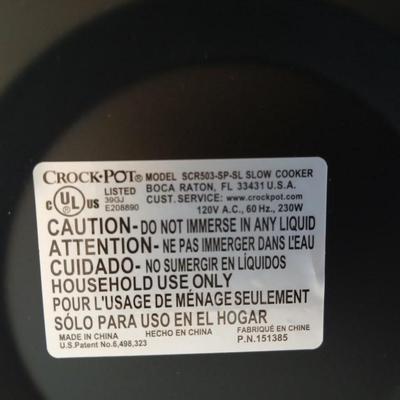 CROCK•POT® MODEL SCR503-SP-SL SLOW COOKER
BOCA RATON, FL 33431 U.S.A.
CUST. SERVICE: www.crockpot.com
120V A.C., 60 Hz., 230W
C UL US LISTED
39GJ
E208890
CAUTION- DO NOT IMMERSE IN ANY LIQUID
ATTENTION- NE PAS IMMERGER DANS L'EAU
CUIDADO- NO SUMERGIR EN LÍQUIDOS
HOUSEHOLD USE ONLY
POUR L'USAGE DE MÉNAGE SEULEMENT
SÓLO PARA USO EN EL HOGAR
MADE IN CHINA HECHO EN CHINA FABRIQUÉ EN CHINE
U.S.Patent No.6,498,323 P.N.151385